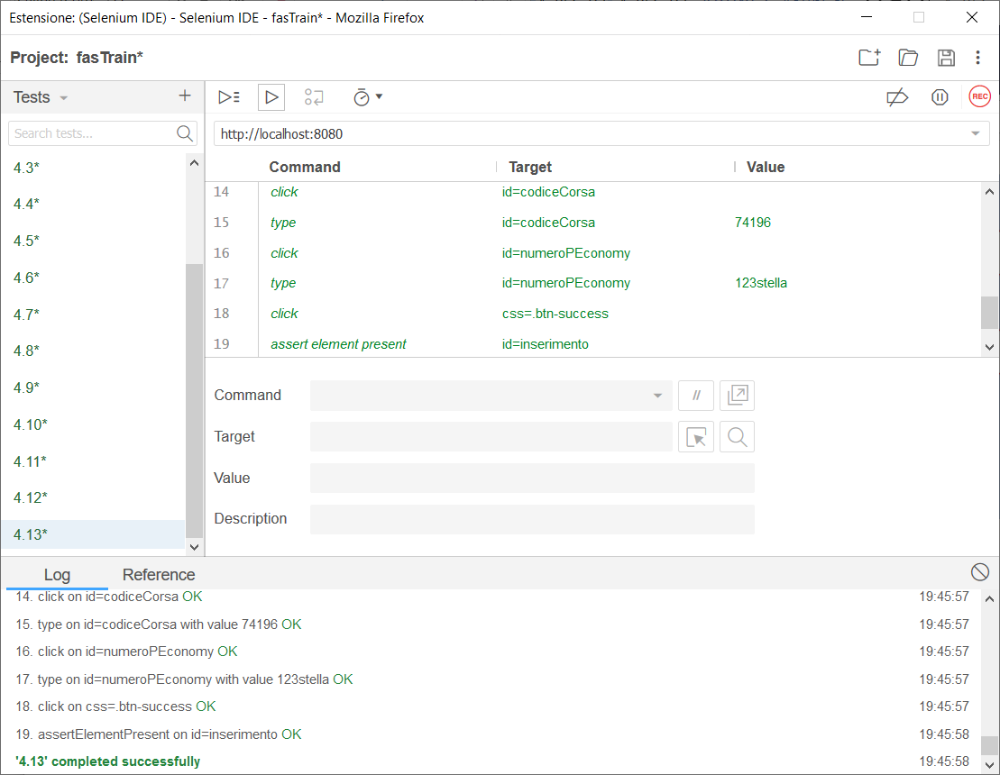 Estensione: (Selenium IDE) - Selenium IDE - fasTrain* - Mozilla Firefox
Project: fasTrain*
Tests
REC
Search tests...
http://localhost:8080
Command Target Value
4.3*
4.4*
4.5*
4.6*
4.7*
4.8*
4.9*
4.10*
4.11*
4.12*
4.13*
14 click id=codiceCorsa
15 type id=codiceCorsa 74196
16 click id=numeroPEconomy
17 type id=numeroPEconomy 123stella
18 click css=.btn-success
19 assert element present id=inserimento
Command //
Target
Value
Description
Log Reference
14. click on id=codiceCorsa OK 19:45:57
15. type on id=codiceCorsa with value 74196 OK 19:45:57
16. click on id=numeroPEconomy OK 19:45:57
17. type on id=numeroPEconomy with value 123stella OK 19:45:57
18. click on css=.btn-success OK 19:45:57
19. assertElementPresent on id=inserimento OK 19:45:58
'4.13' completed successfully 19:45:58